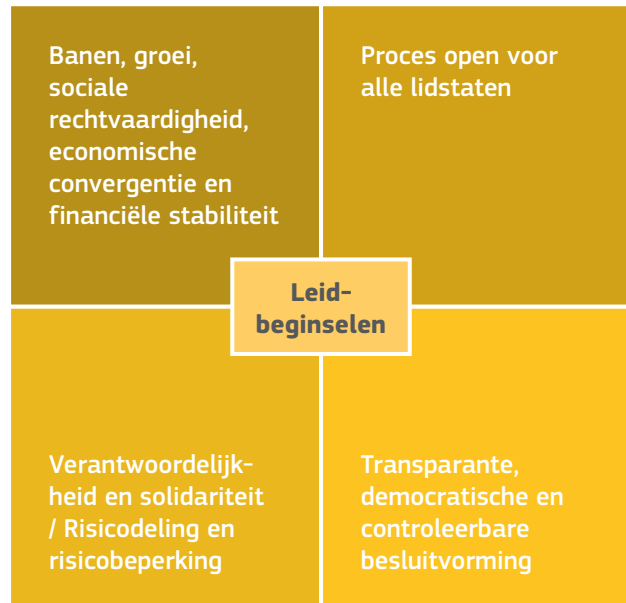 Banen, groei,
sociale
rechtvaardigheid,
economische
convergentie en
financiële stabiliteit
Proces open voor
alle lidstaten
Leid-
beginselen
Verantwoordelijk-
heid en solidariteit
/ Risicodeling en
risicobeperking
Transparante,
democratische en
controleerbare
besluitvorming